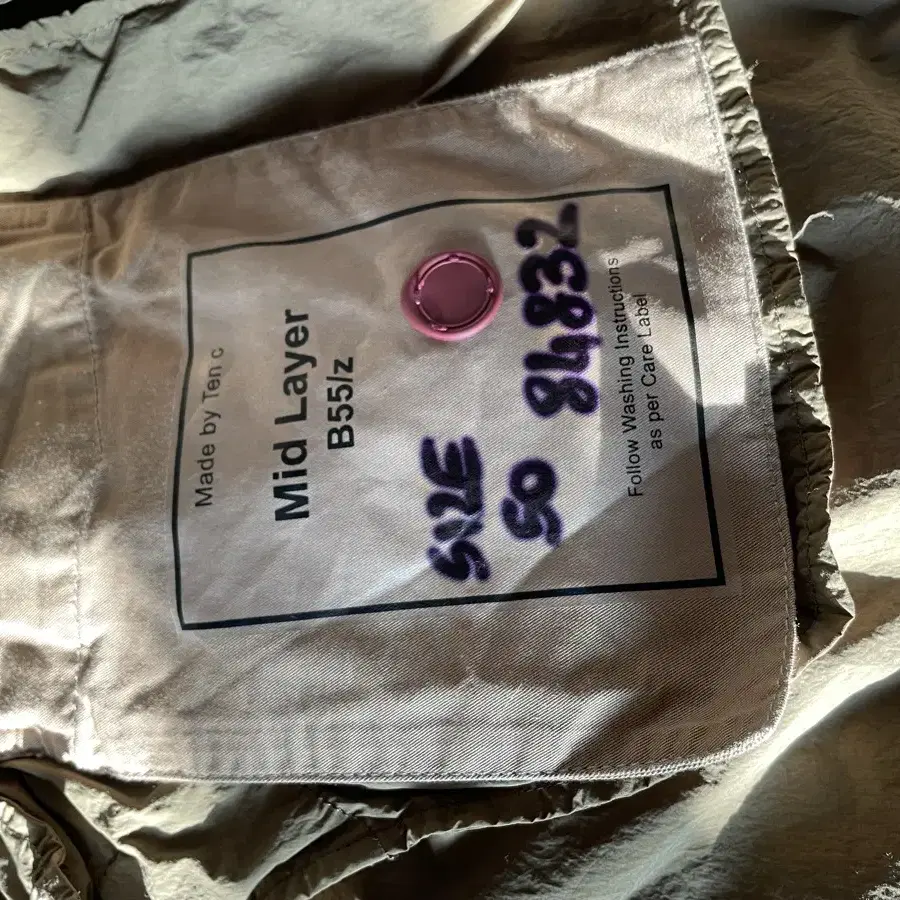 Made by Ten c
Mid Layer
B55/z
SIZE
50 84832
Follow Washing Instructions
as per Care Label